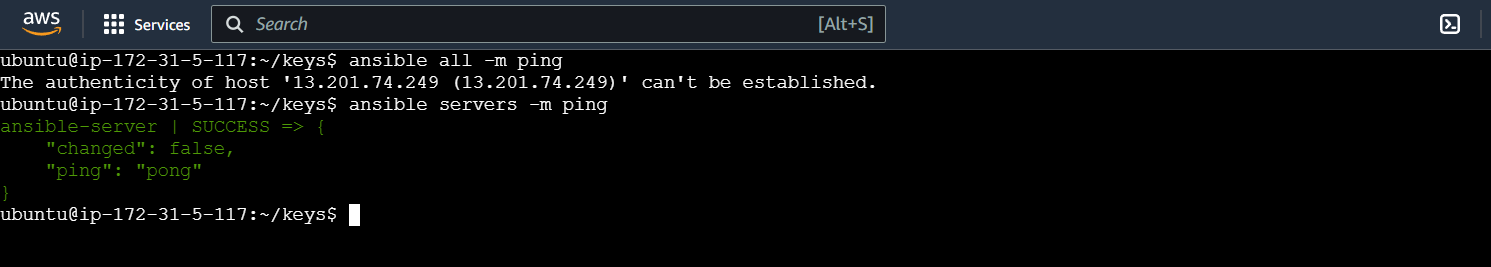 aws Services Search [Alt+S]
ubuntu@ip-172-31-5-117:~/keys$ ansible all -m ping
The authenticity of host '13.201.74.249 (13.201.74.249)' can't be established.
ubuntu@ip-172-31-5-117:~/keys$ ansible servers -m ping
ansible-server | SUCCESS => {
    "changed": false,
    "ping": "pong"
}
ubuntu@ip-172-31-5-117:~/keys$